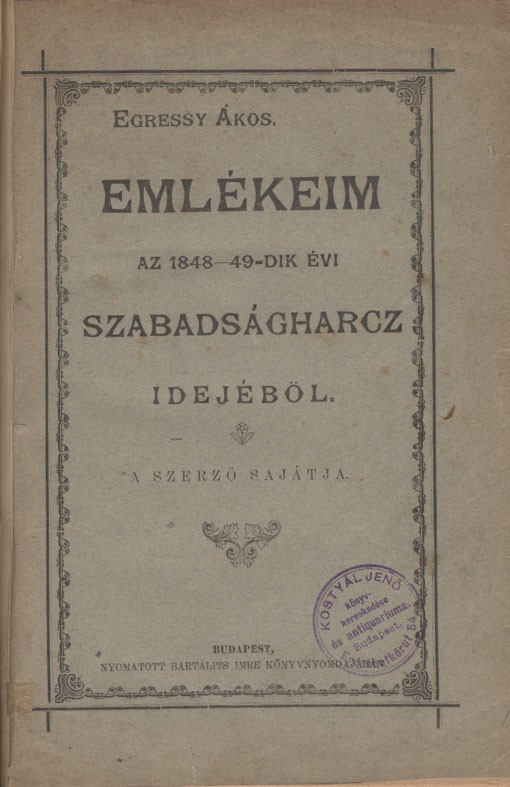 EGRESSY ÁKOS.
EMLÉKEIM
AZ 1848–49-DIK ÉVI
SZABADSÁGHARCZ
IDEJÉBŐL.
A SZERZŐ SAJÁTJA.
BUDAPEST,
NYOMATOTT BARTALITS IMRE KÖNYVNYOMDÁJÁBAN
KOSTYÁL JENŐ
könyv-
kereskedése
és antiquariuma,
Budapest,
54